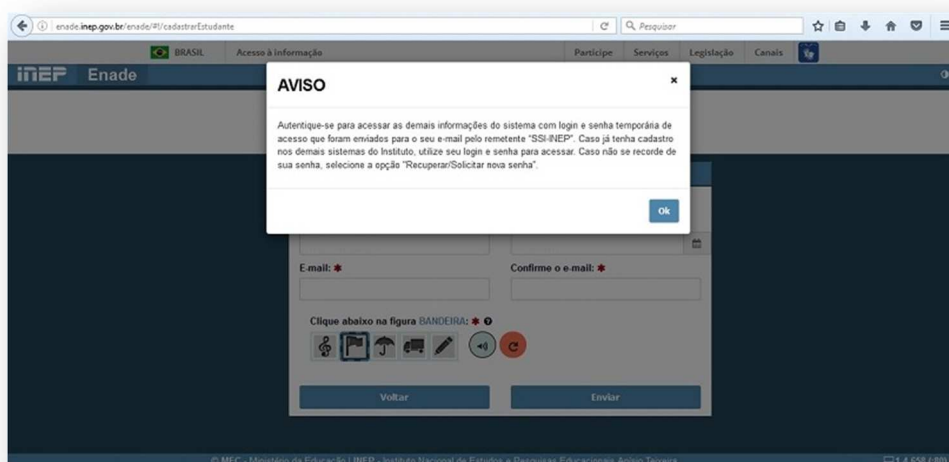 enade.inep.gov.br/enade/#!/cadastrarEstudante
Pesquisar
BRASIL Acesso à informação Participe Serviços Legislação Canais
inep Enade
AVISO
Autentique-se para acessar as demais informações do sistema com login e senha temporária de
acesso que foram enviados para o seu e-mail pelo remetente "SSI-INEP". Caso já tenha cadastro
nos demais sistemas do Instituto, utilize seu login e senha para acessar. Caso não se recorde de
sua senha, selecione a opção "Recuperar/Solicitar nova senha".
Ok
E-mail: * Confirme o e-mail: *
Clique abaixo na figura BANDEIRA: *
Voltar Enviar
© MEC - Ministério da Educação | INEP - Instituto Nacional de Estudos e Pesquisas Educacionais Anísio Teixeira